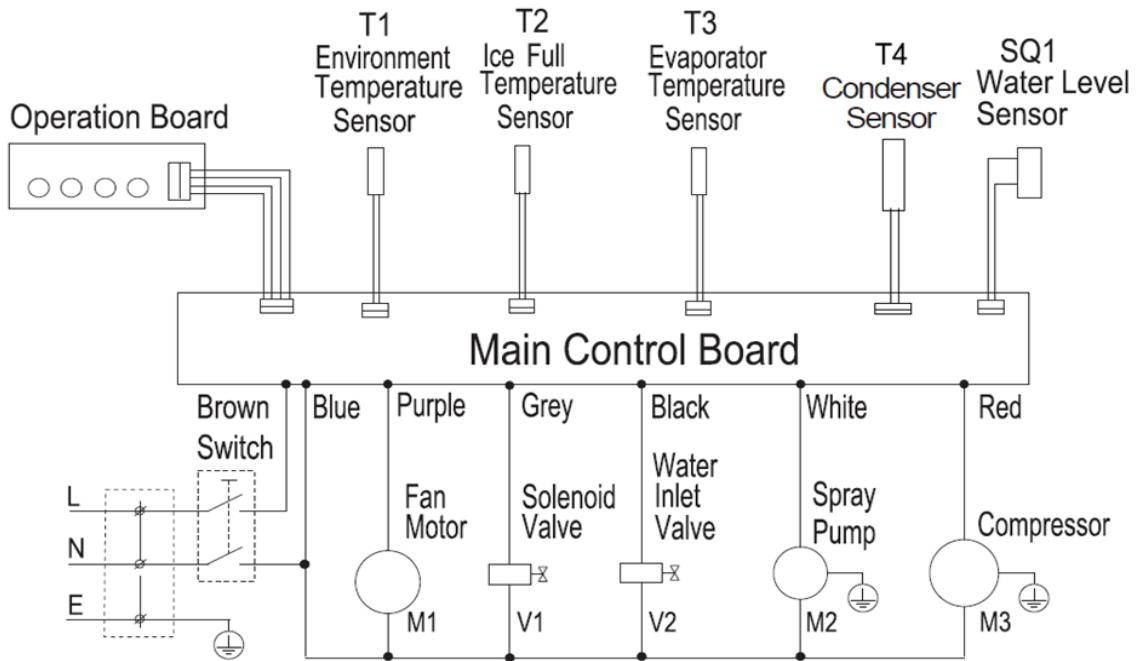 T1
Environment
Temperature
Sensor
T2
Ice Full
Temperature
Sensor
T3
Evaporator
Temperature
Sensor
T4
Condenser
Sensor
SQ1
Water Level
Sensor
Operation Board
Main Control Board
Brown
Switch
Blue
Purple
Grey
Black
White
Red
L
N
E
Fan
Motor
M1
Solenoid
Valve
V1
Water
Inlet
Valve
V2
Spray
Pump
M2
Compressor
M3